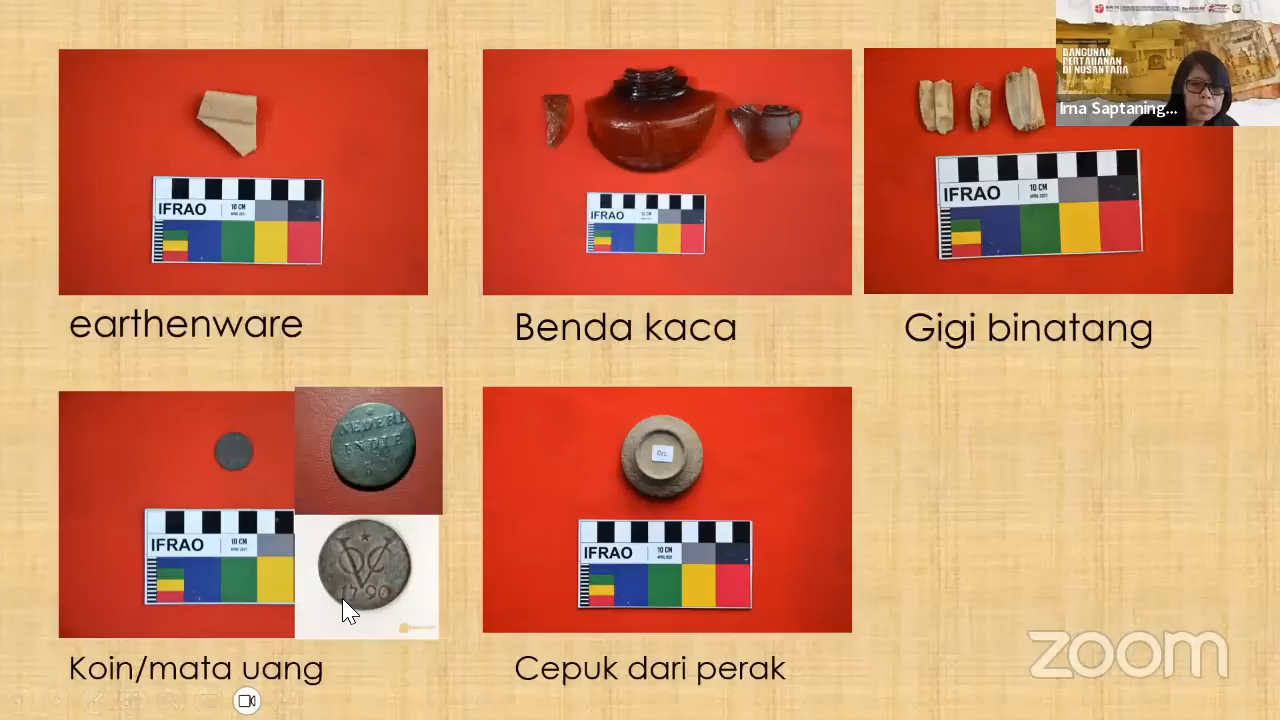 BANGUNAN
PERTAHANAN
DI NUSANTARA
Irna Saptaning...
IFRAO
10 CM
IFRAO
10 CM
IFRAO
10 CM
earthenware
Benda kaca
Gigi binatang
NEDERL
INDIE
VOC
1790
IFRAO
10 CM
IFRAO
10 CM
Koin/mata uang
Cepuk dari perak
zoom